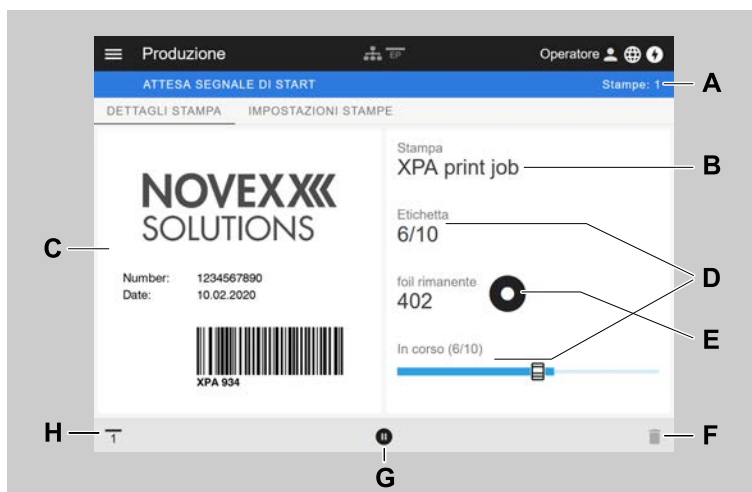 Produzione EP Operatore
ATTESA SEGNALE DI START Stampe: 1 A
DETTAGLI STAMPA IMPOSTAZIONI STAMPE
Stampa
XPA print job B
NOVEXX
SOLUTIONS
Etichetta
6/10
C
Number: 1234567890
Date: 10.02.2020
foil rimanente
402
D
E
In corso (6/10)
XPA 934
H 1 F
G